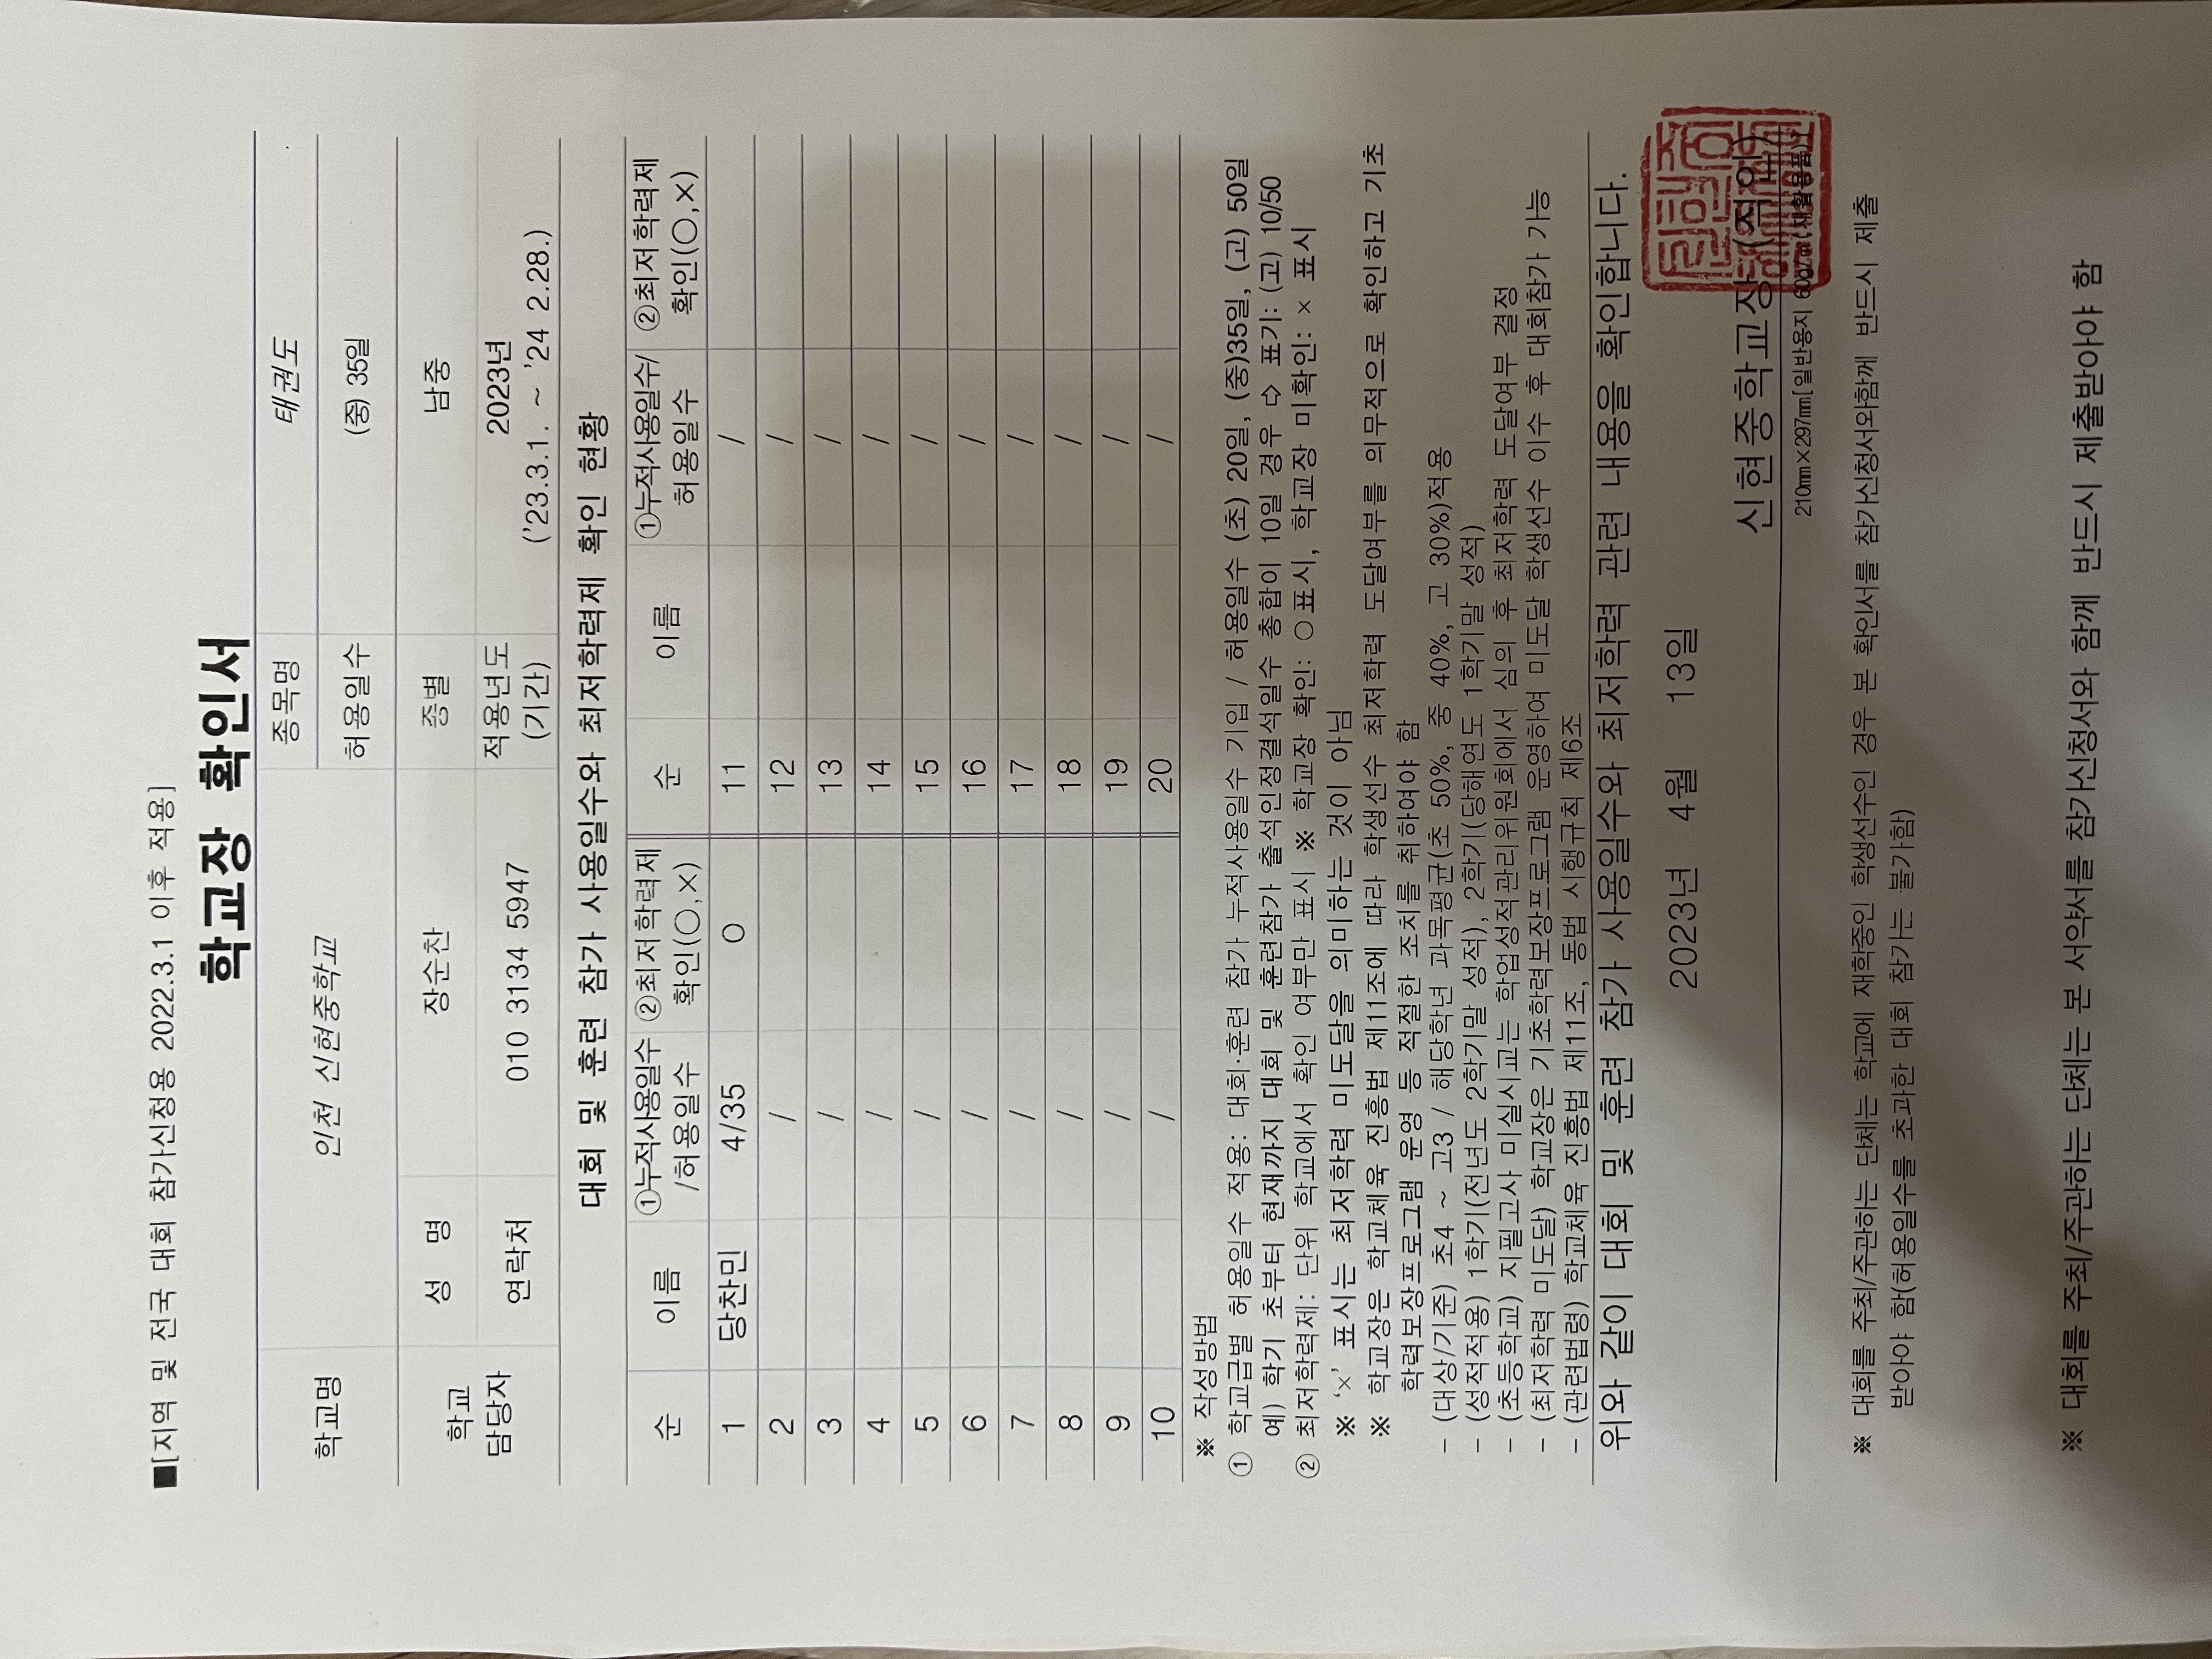 ■[지역 및 전국 대회 참가신청용 2022.3.1 이후 적용]
학교장 확인서
학교명 인천 신현중학교 종목명 태권도
허용일수 (중) 35일
학교 담당자 성 명 장순찬 종별 남중
연락처 010 3134 5947 적용년도 (기간) 2023년 ('23.3.1. ~ '24 2.28.)
대회 및 훈련 참가 사용일수와 최저학력제 확인 현황
순 이름 ①누적사용일수 /허용일수 ②최저학력제 확인(○,×) 순 이름 ①누적사용일수/ 허용일수 ②최저학력제 확인(○,×)
1 당찬민 4/35 ○ 11 /
2 / 12 /
3 / 13 /
4 / 14 /
5 / 15 /
6 / 16 /
7 / 17 /
8 / 18 /
9 / 19 /
10 / 20 /
※ 작성방법
① 학교급별 허용일수 적용: 대회·훈련 참가 누적사용일수 기입 / 허용일수 (초) 20일, (중)35일, (고) 50일
예) 학기 초부터 현재까지 대회 및 훈련참가 출석인정결석일수 총합이 10일 경우 ⇨ 표기: (고) 10/50
② 최저학력제: 단위 학교에서 확인 여부만 표시 ※ 학교장 확인: ○표시, 학교장 미확인: × 표시
※ '×' 표시는 최저학력 미도달을 의미하는 것이 아님
※ 학교장은 학교체육 진흥법 제11조에 따라 학생선수 최저학력 도달여부를 의무적으로 확인하고 기초
학력보장프로그램 운영 등 적절한 조치를 취하여야 함
- (대상/기준) 초4 ~ 고3 / 해당학년 과목평균(초 50%, 중 40%, 고 30%)적용
- (성적적용) 1학기(전년도 2학기말 성적), 2학기(당해연도 1학기말 성적)
- (초등학교) 지필고사 미실시교는 학업성적관리위원회에서 심의 후 최저학력 도달여부 결정
- (최저학력 미도달) 학교장은 기초학력보장프로그램 운영하여 미도달 학생선수 이수 후 대회참가 가능
- (관련법령) 학교체육 진흥법 제11조, 동법 시행규칙 제6조
위와 같이 대회 및 훈련 참가 사용일수와 최저학력 관련 내용을 확인합니다.
2023년 4월 13일
신현중학교장 (직인)
210㎜×297㎜[일반용지 60g/㎡(재활용품)]
※ 대회를 주최/주관하는 단체는 학교에 재학중인 학생선수인 경우 본 확인서를 참가신청서와함께 반드시 제출
받아야 함(허용일수를 초과한 대회 참가는 불가함)
※ 대회를 주최/주관하는 단체는 본 서약서를 참가신청서와 함께 반드시 제출받아야 함